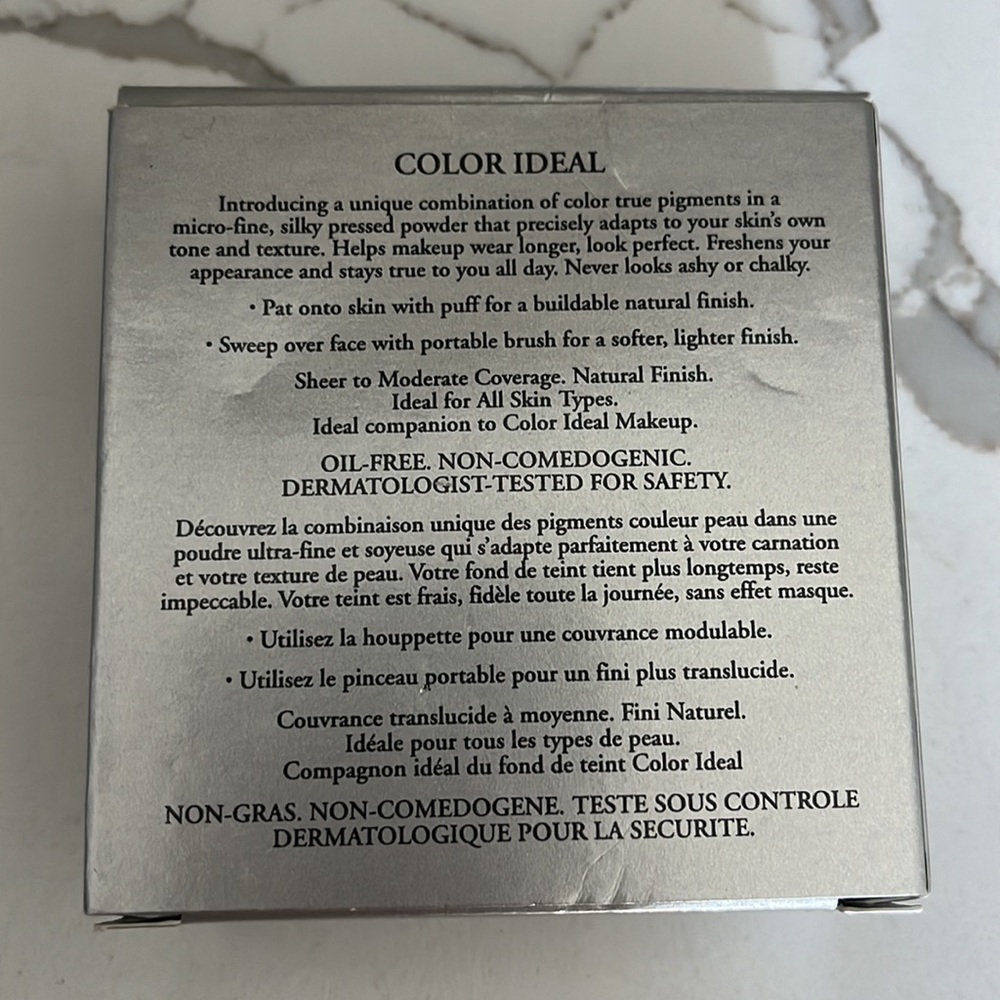 COLOR IDEAL
Introducing a unique combination of color true pigments in a
micro-fine, silky pressed powder that precisely adapts to your skin's own
tone and texture. Helps makeup wear longer, look perfect. Freshens your
appearance and stays true to you all day. Never looks ashy or chalky.
• Pat onto skin with puff for a buildable natural finish.
• Sweep over face with portable brush for a softer, lighter finish.
Sheer to Moderate Coverage. Natural Finish.
Ideal for All Skin Types.
Ideal companion to Color Ideal Makeup.
OIL-FREE. NON-COMEDOGENIC.
DERMATOLOGIST-TESTED FOR SAFETY.
Découvrez la combinaison unique des pigments couleur peau dans une
poudre ultra-fine et soyeuse qui s'adapte parfaitement à votre carnation
et votre texture de peau. Votre fond de teint tient plus longtemps, reste
impeccable. Votre teint est frais, fidèle toute la journée, sans effet masque.
• Utilisez la houppette pour une couvrance modulable.
• Utilisez le pinceau portable pour un fini plus translucide.
Couvrance translucide à moyenne. Fini Naturel.
Idéale pour tous les types de peau.
Compagnon idéal du fond de teint Color Ideal
NON-GRAS. NON-COMEDOGENE. TESTE SOUS CONTROLE
DERMATOLOGIQUE POUR LA SECURITE.